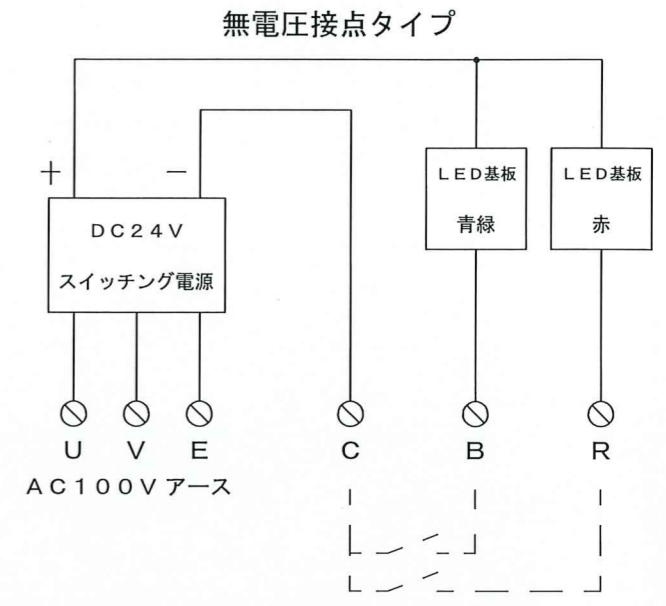 無電圧接点タイプ
+ −
LED基板
青緑
LED基板
赤
DC24V
スイッチング電源
U V E C B R
AC100V アース